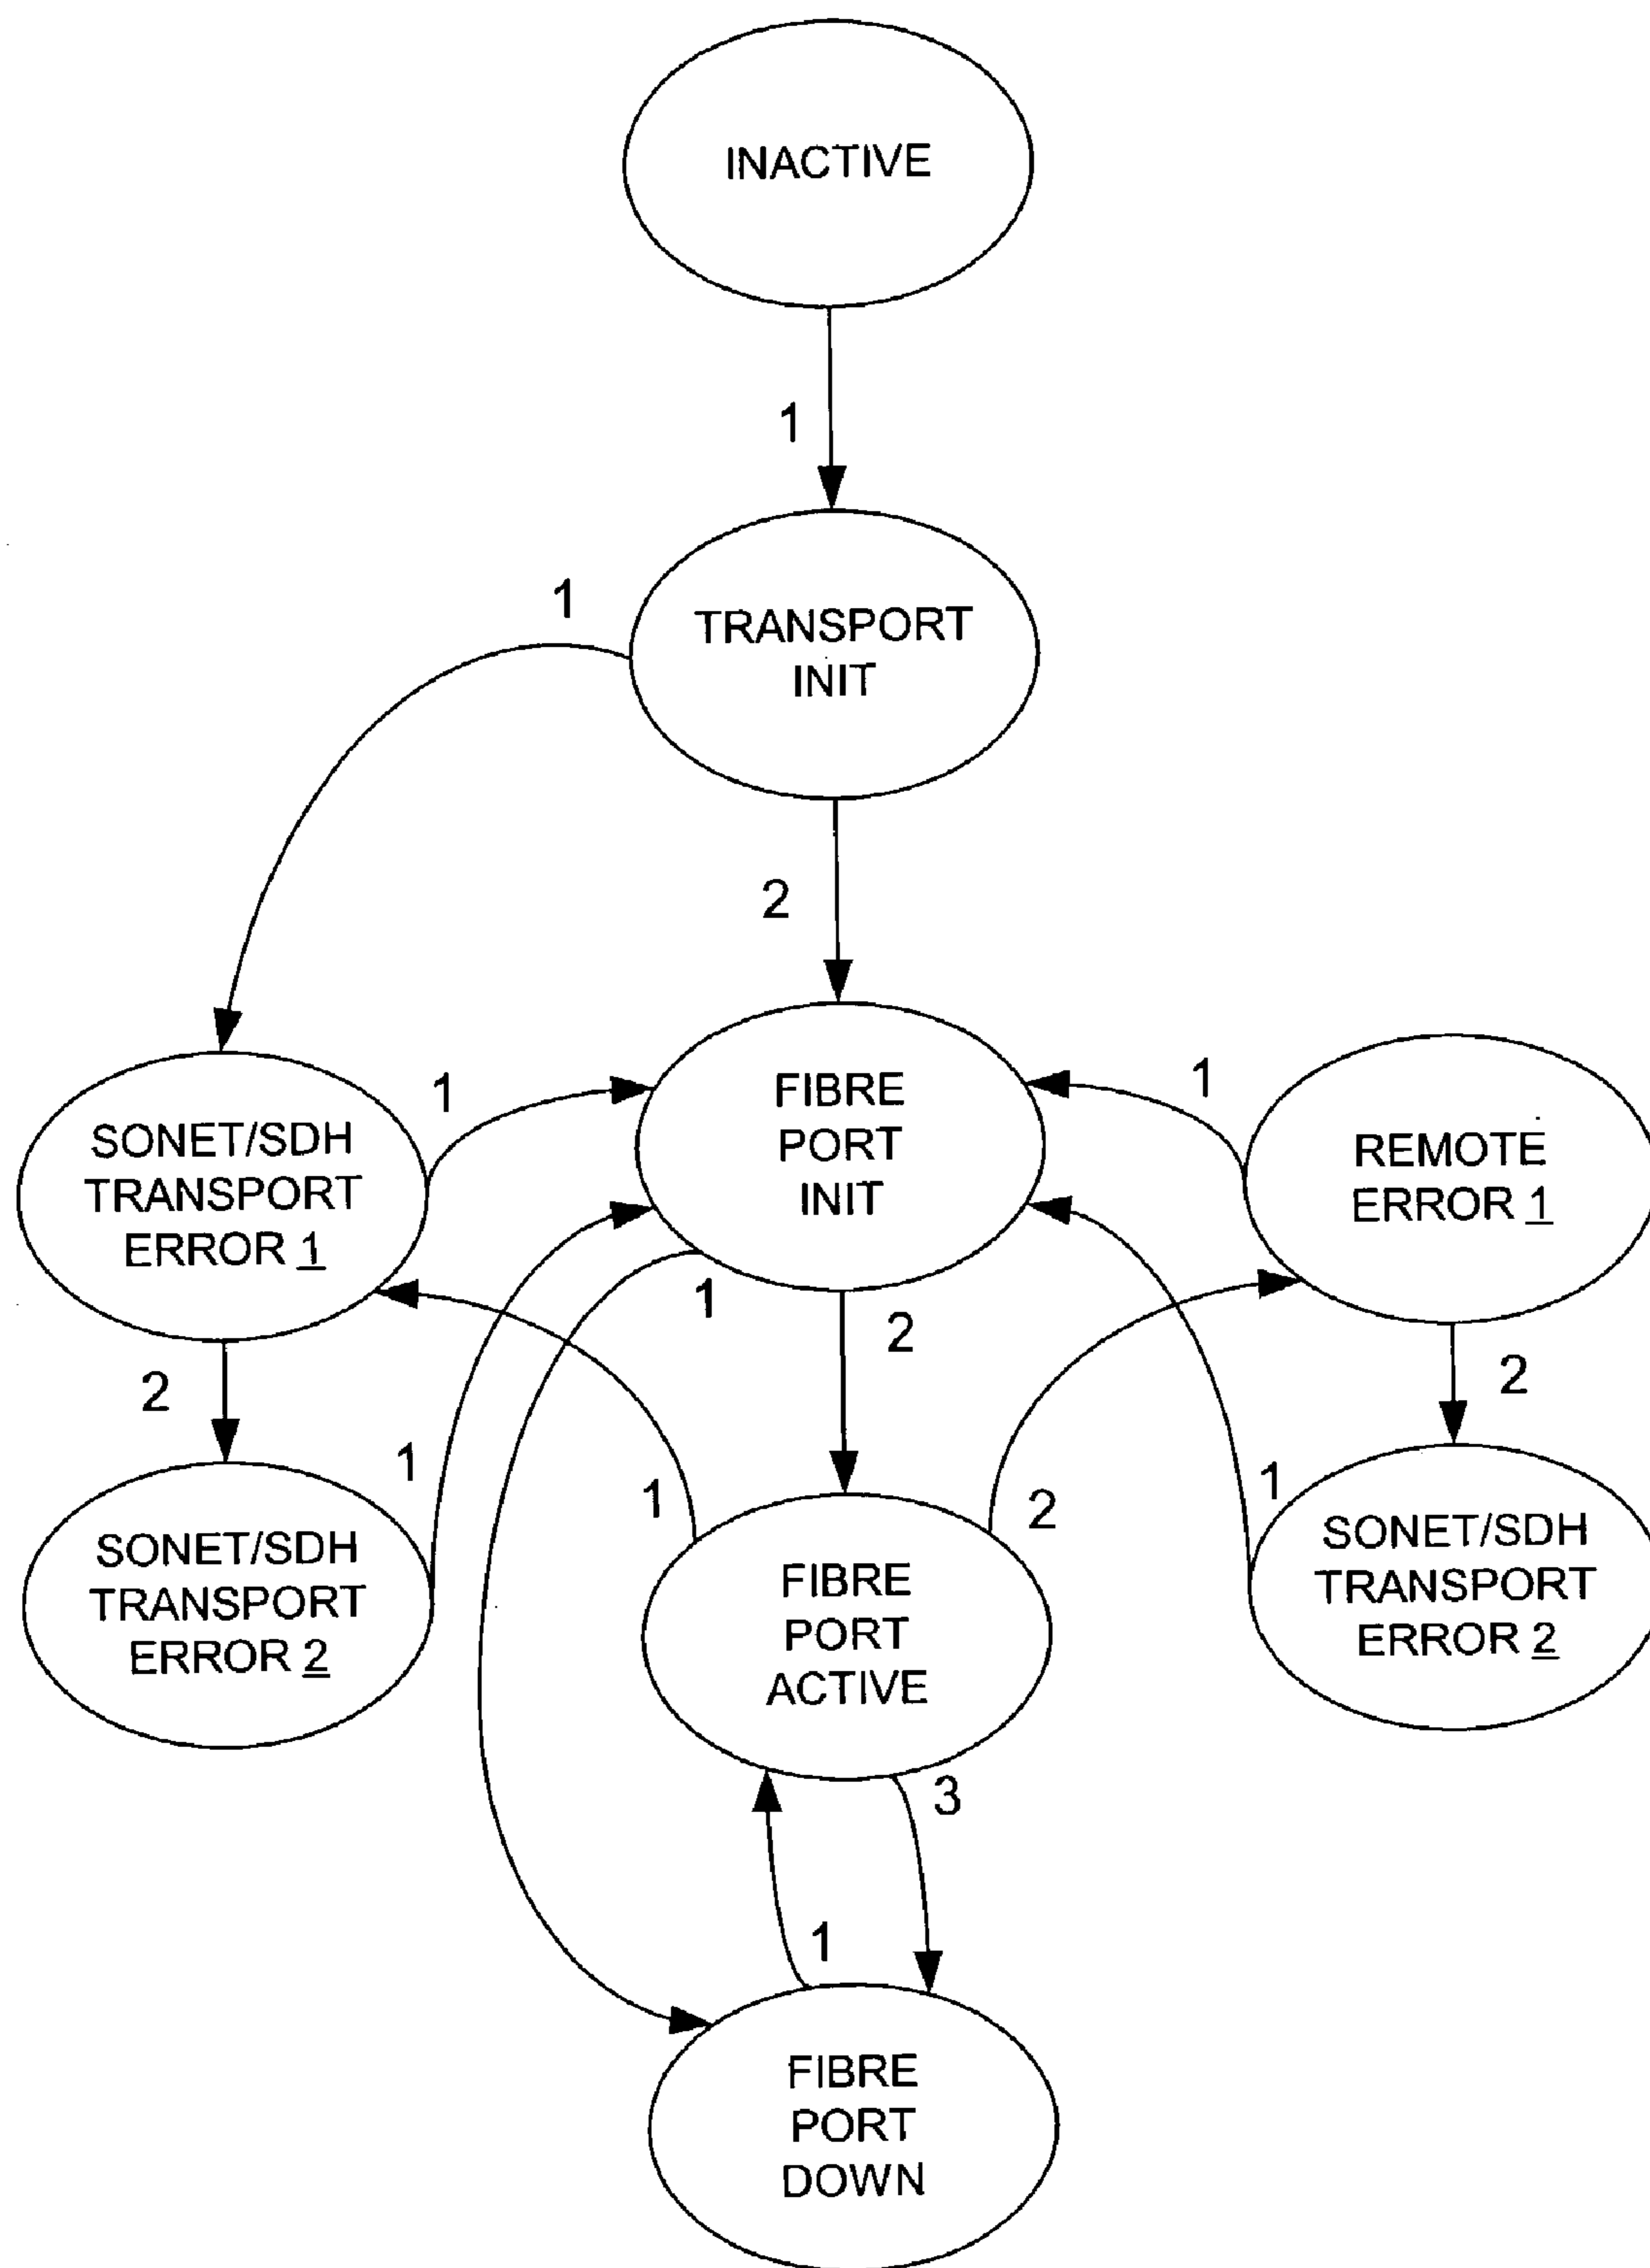 INACTIVE
1
TRANSPORT
INIT
1
2
FIBRE
PORT
INIT
1
1
SONET/SDH
TRANSPORT
ERROR 1
REMOTE
ERROR 1
1
2
2
2
1
1
1
2
SONET/SDH
TRANSPORT
ERROR 2
FIBRE
PORT
ACTIVE
SONET/SDH
TRANSPORT
ERROR 2
3
1
FIBRE
PORT
DOWN